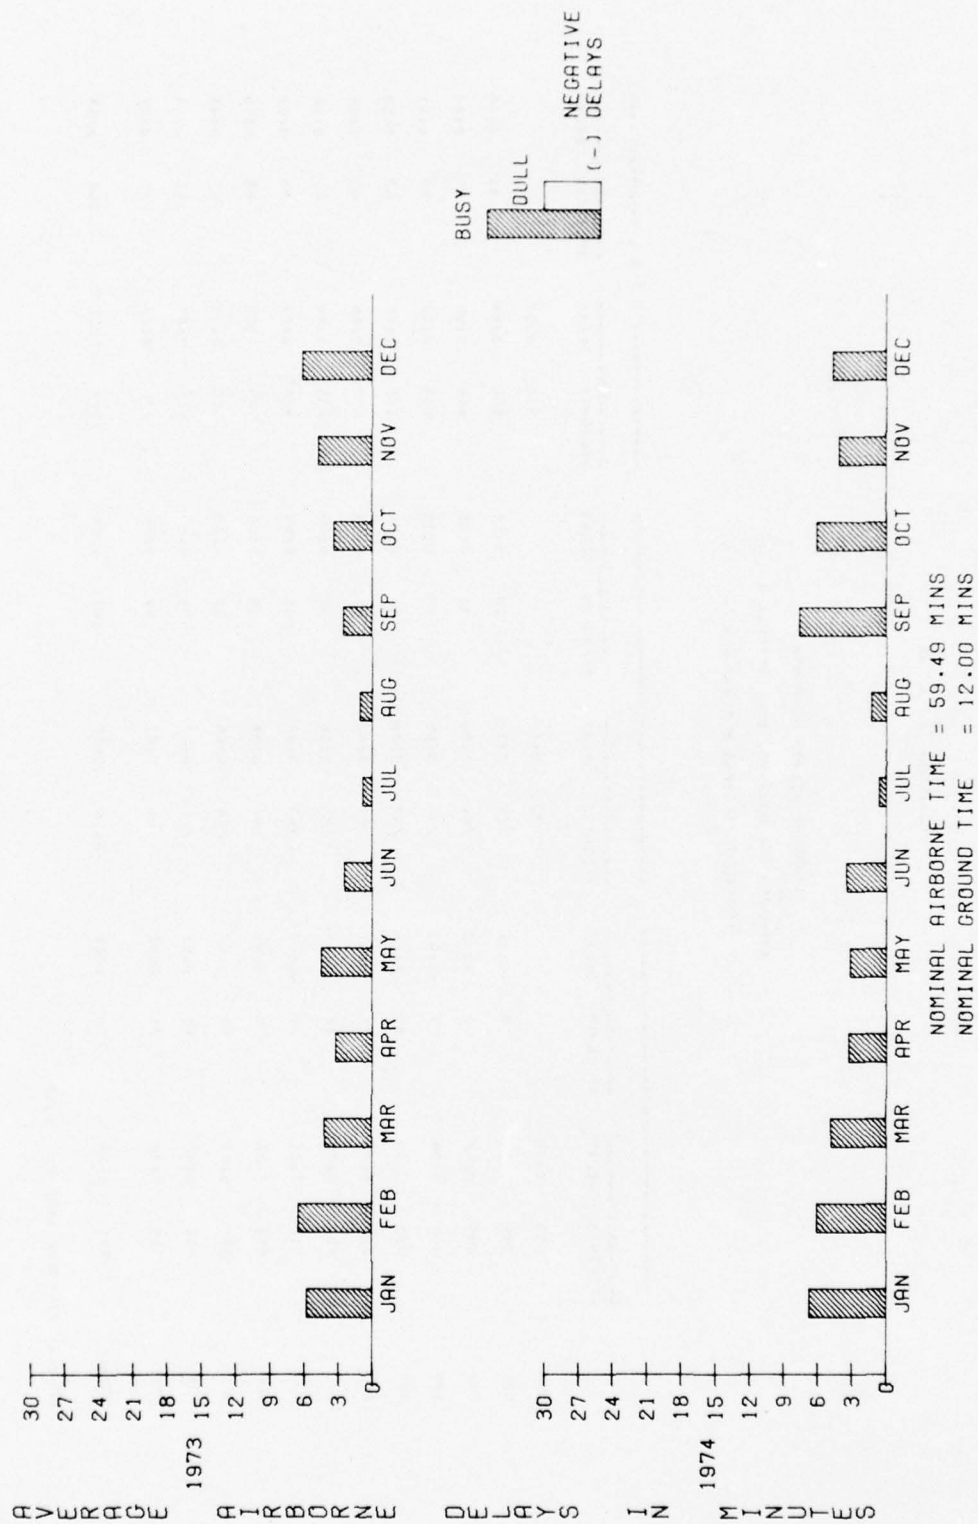 AVERAGE AIRBORNE DELAYS IN MINUTES
1973
30
27
24
21
18
15
12
9
6
3
0
JAN FEB MAR APR MAY JUN JUL AUG SEP OCT NOV DEC
BUSY
DULL
NEGATIVE
(-) DELAYS
1974
30
27
24
21
18
15
12
9
6
3
0
JAN FEB MAR APR MAY JUN JUL AUG SEP OCT NOV DEC
NOMINAL AIRBORNE TIME = 59.49 MINS
NOMINAL GROUND TIME = 12.00 MINS